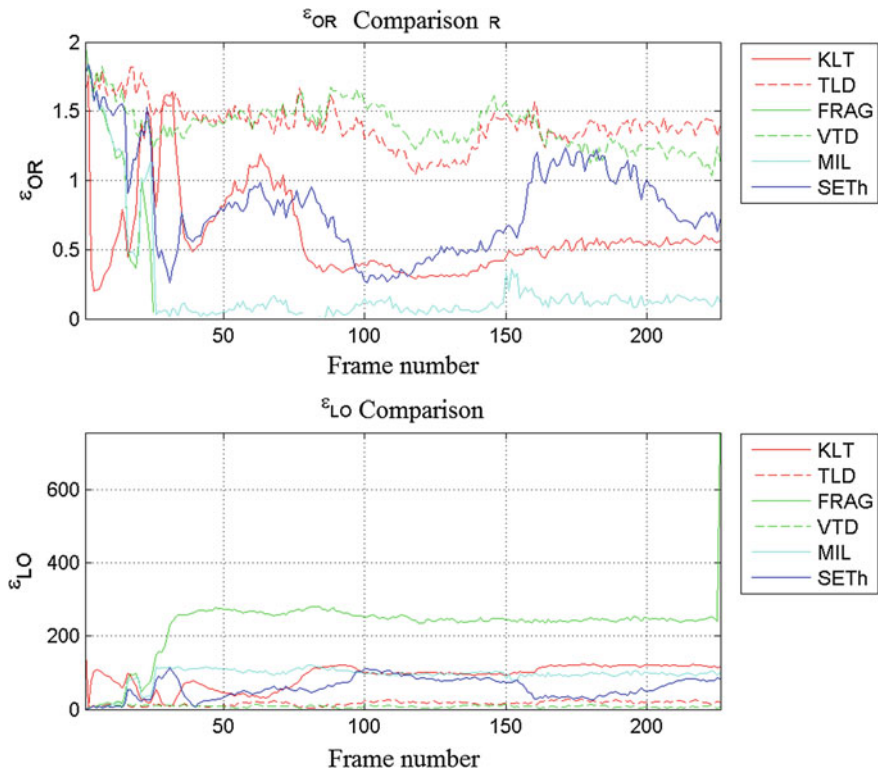 εOR Comparison R
2
1.5
1
0.5
0
εOR
50
100
150
200
Frame number
KLT
TLD
FRAG
VTD
MIL
SETh
εLO Comparison
600
400
200
0
εLO
50
100
150
200
Frame number
KLT
TLD
FRAG
VTD
MIL
SETh